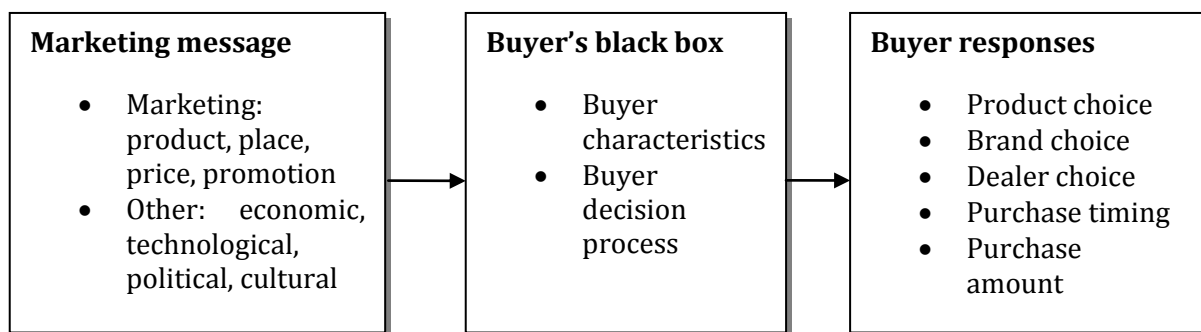 Marketing message
• Marketing:
product, place,
price, promotion
• Other: economic,
technological,
political, cultural
Buyer’s black box
• Buyer
characteristics
• Buyer
decision
process
Buyer responses
• Product choice
• Brand choice
• Dealer choice
• Purchase timing
• Purchase
amount